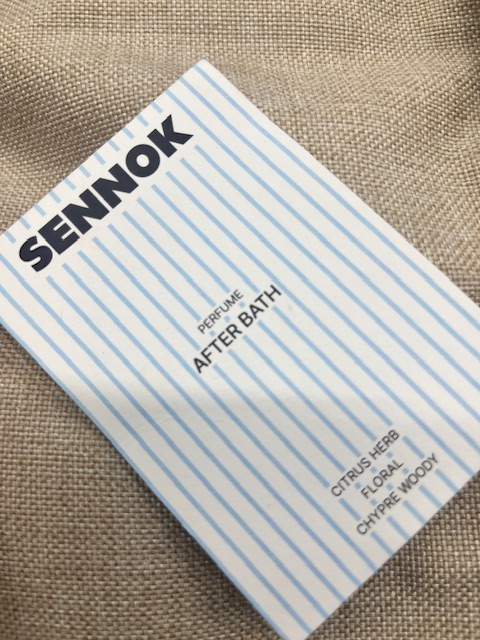 SENNOK
PERFUME
AFTER BATH
CITRUS HERB
FLORAL
CHYPRE WOODY